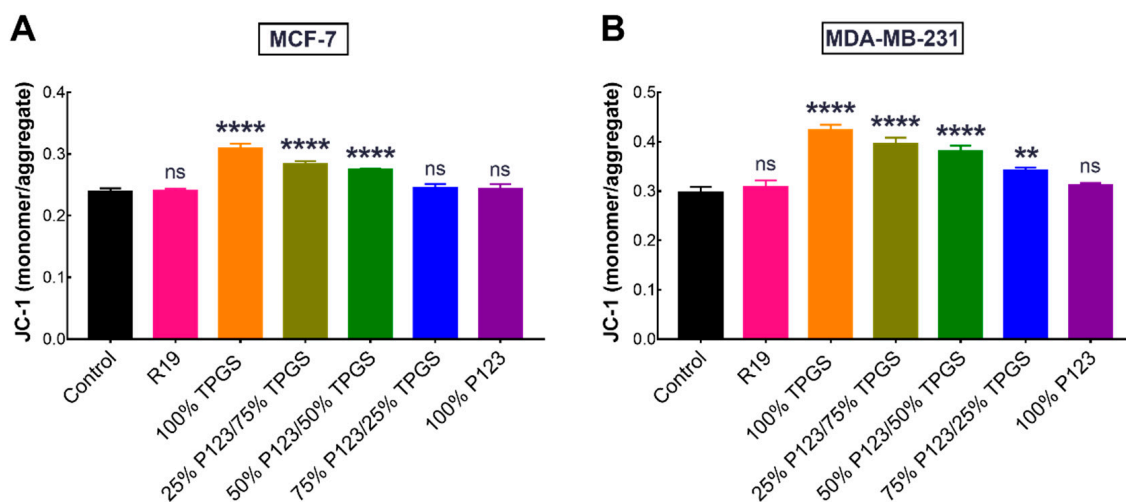 A
MCF-7
JC-1 (monomer/aggregate)
0.4
0.3
0.2
0.1
0.0
ns
****
****
****
ns
ns
Control
R19
100% TPGS
25% P123/75% TPGS
50% P123/50% TPGS
75% P123/25% TPGS
100% P123
B
MDA-MB-231
JC-1 (monomer/aggregate)
0.5
0.4
0.3
0.2
0.1
0.0
ns
****
****
****
**
ns
Control
R19
100% TPGS
25% P123/75% TPGS
50% P123/50% TPGS
75% P123/25% TPGS
100% P123